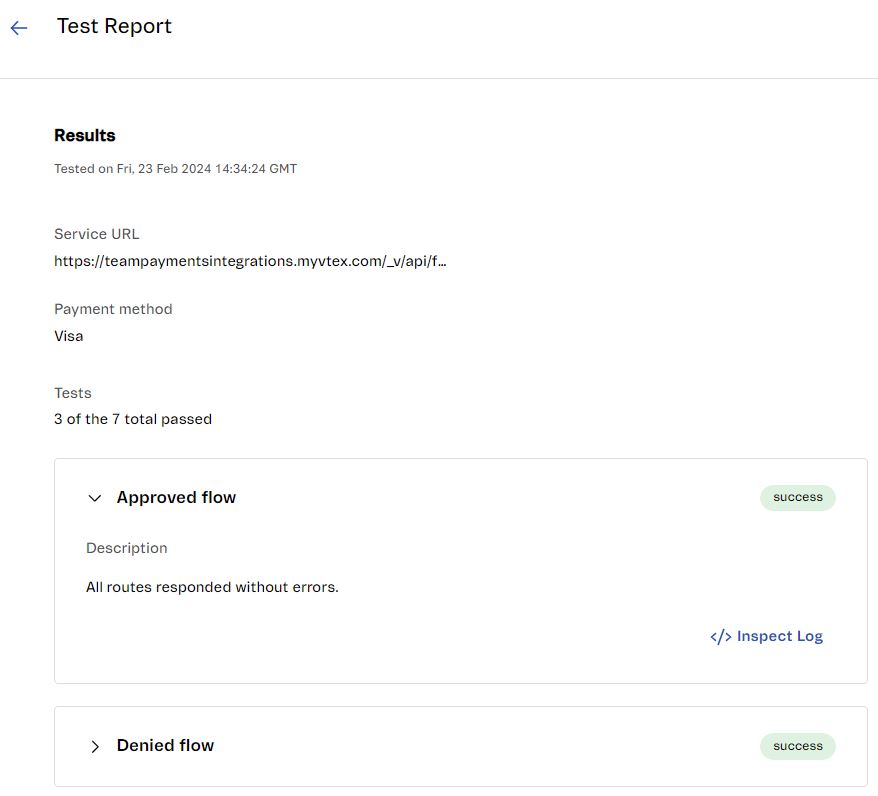 Test Report
Results
Tested on Fri, 23 Feb 2024 14:34:24 GMT
Service URL
https://teampaymentsintegrations.myvtex.com/_v/api/f...
Payment method
Visa
Tests
3 of the 7 total passed
Approved flow
success
Description
All routes responded without errors.
</> Inspect Log
Denied flow
success